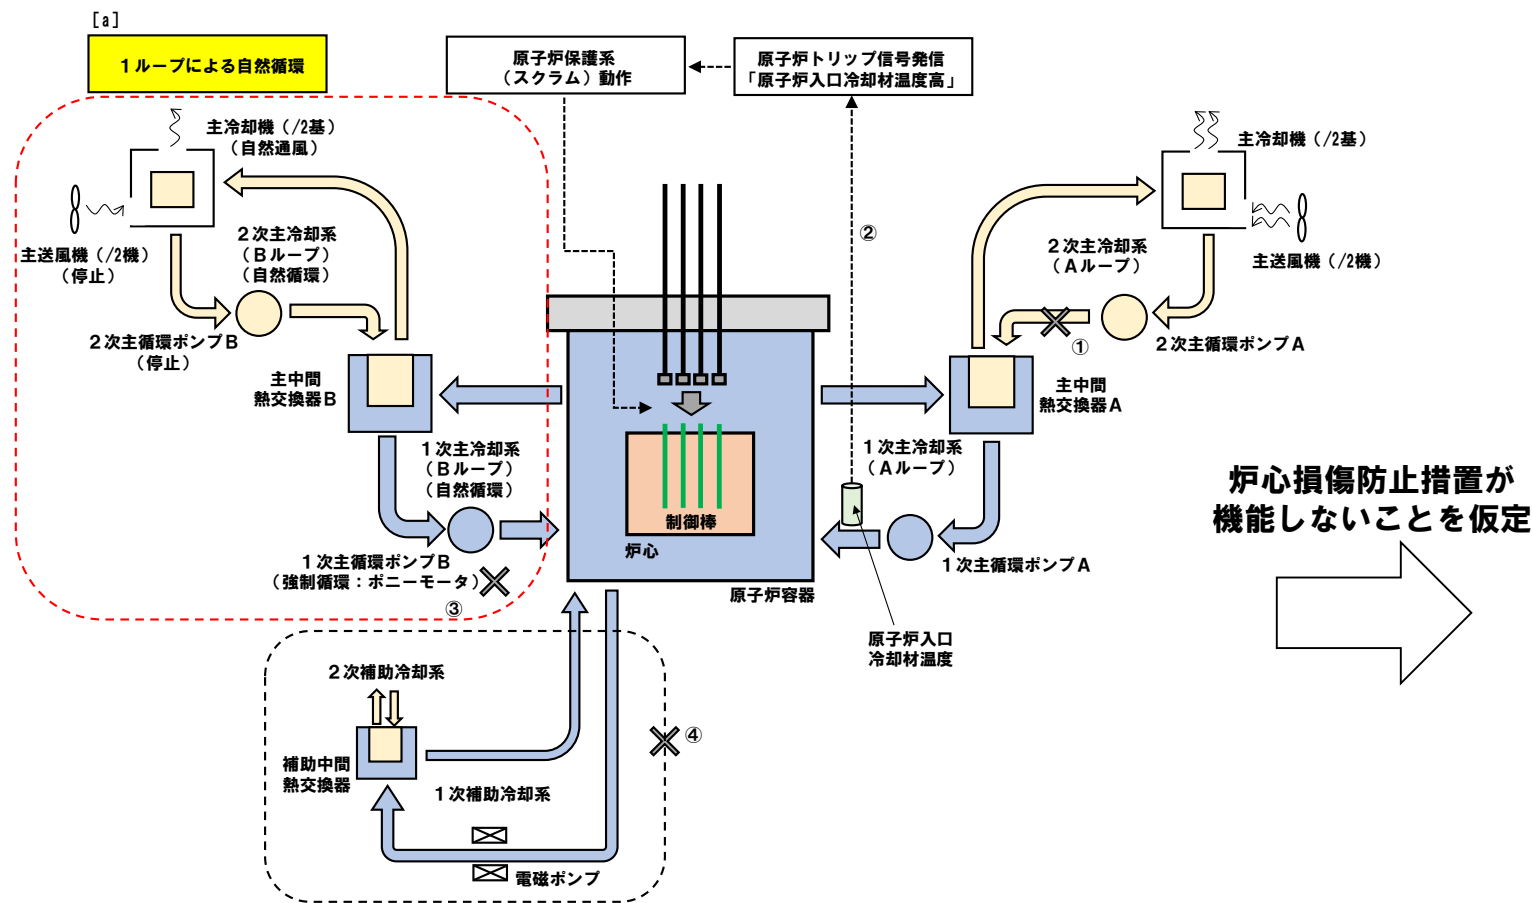 [a]
1ループによる自然循環
原子炉保護系
（スクラム）動作
原子炉トリップ信号発信
「原子炉入口冷却材温度高」
主冷却機（/2基）
（自然通風）
主送風機（/2機）
（停止）
2次主冷却系
（Bループ）
（自然循環）
2次主循環ポンプB
（停止）
主中間
熱交換器B
1次主冷却系
（Bループ）
（自然循環）
1次主循環ポンプB
（強制循環：ポニーモータ）
③
制御棒
炉心
原子炉容器
②
主冷却機（/2基）
主送風機（/2機）
2次主冷却系
（Aループ）
①
2次主循環ポンプA
主中間
熱交換器A
1次主冷却系
（Aループ）
1次主循環ポンプA
原子炉入口
冷却材温度
2次補助冷却系
④
補助中間
熱交換器
1次補助冷却系
電磁ポンプ
炉心損傷防止措置が
機能しないことを仮定